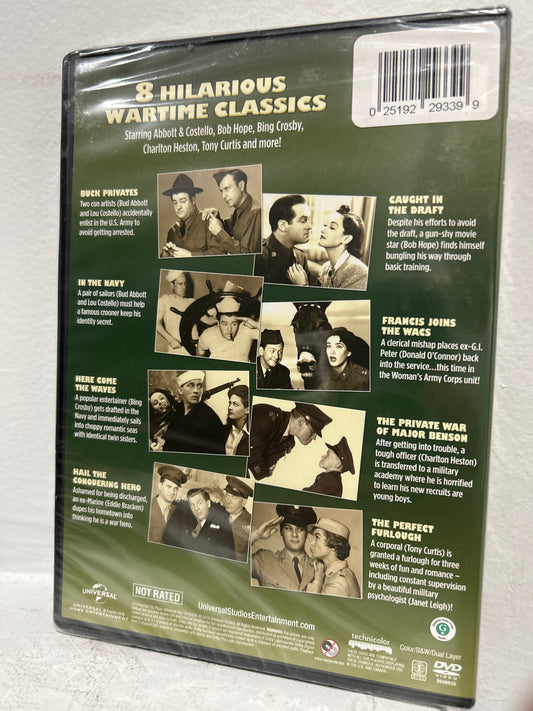 8 HILARIOUS
WARTIME CLASSICS
Starring Abbott & Costello, Bob Hope, Bing Crosby,
Charlton Heston, Tony Curtis and more!
0 25192 29339 9
BUCK PRIVATES
Two con artists (Bud Abbott
and Lou Costello) accidentally
enlist in the U.S. Army to
avoid getting arrested.
CAUGHT IN
THE DRAFT
Despite his efforts to avoid
the draft, a gun-shy movie
star (Bob Hope) finds himself
bungling his way through
basic training.
IN THE NAVY
A pair of sailors (Bud Abbott
and Lou Costello) must help
a famous crooner keep his
identity secret.
FRANCIS JOINS
THE WACS
A clerical mishap places ex-G.I.
Peter (Donald O'Connor) back
into the service...this time in
the Woman's Army Corps unit!
HERE COME
THE WAVES
A popular entertainer (Bing
Crosby) gets drafted in the
Navy and immediately sails
into choppy romantic seas
with identical twin sisters.
THE PRIVATE WAR
OF MAJOR BENSON
After getting into trouble, a
tough officer (Charlton Heston)
is transferred to a military
academy where he is horrified
to learn his new recruits are
young boys.
HAIL THE
CONQUERING HERO
Ashamed for being discharged,
an ex-Marine (Eddie Bracken)
dupes his hometown into
thinking he is a war hero.
THE PERFECT
FURLOUGH
A corporal (Tony Curtis) is
granted a furlough for three
weeks of fun and romance –
including constant supervision
by a beautiful military
psychologist (Janet Leigh)!
UNIVERSAL
UNIVERSAL STUDIOS
HOME ENTERTAINMENT
NOT RATED
UniversalStudiosEntertainment.com
technicolor
Color/B&W/Dual Layer
DVD
VIDEO